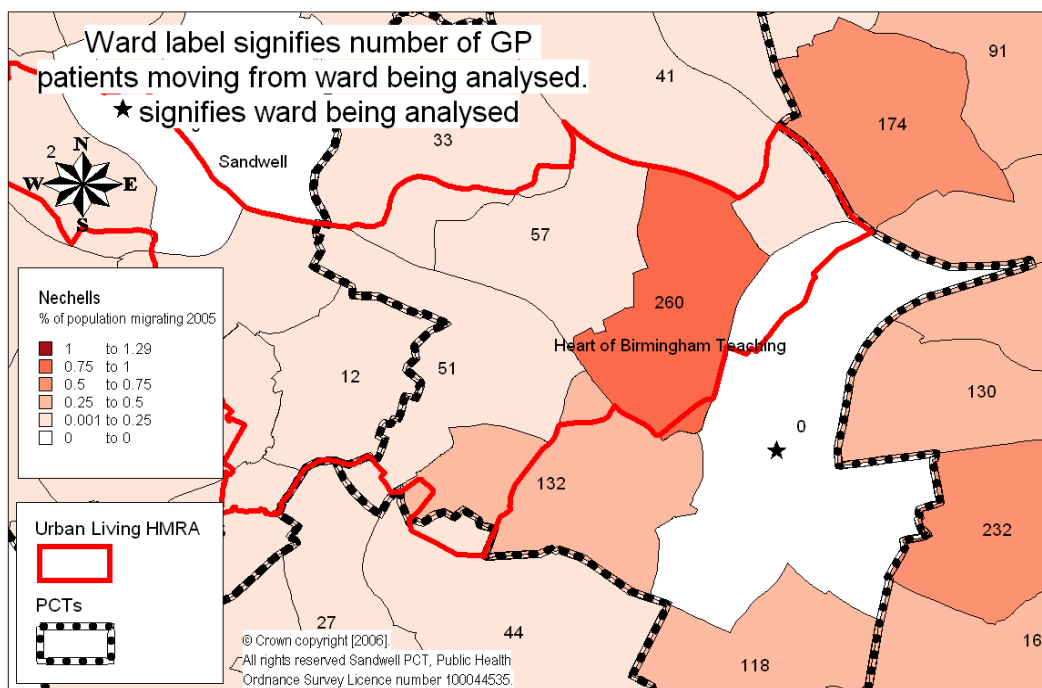 Ward label signifies number of GP
patients moving from ward being analysed.
★ signifies ward being analysed
91
41
174
33
2
N
W E
S
Sandwell
57
260
Heart of Birmingham Teaching
12
51
130
0
132
232
27
44
118
16
Nechells
% of population migrating 2005
1 to 1.29
0.75 to 1
0.5 to 0.75
0.25 to 0.5
0.001 to 0.25
0 to 0
Urban Living HMRA
PCTs
© Crown copyright [2006].
All rights reserved Sandwell PCT, Public Health
Ordnance Survey Licence number 100044535.